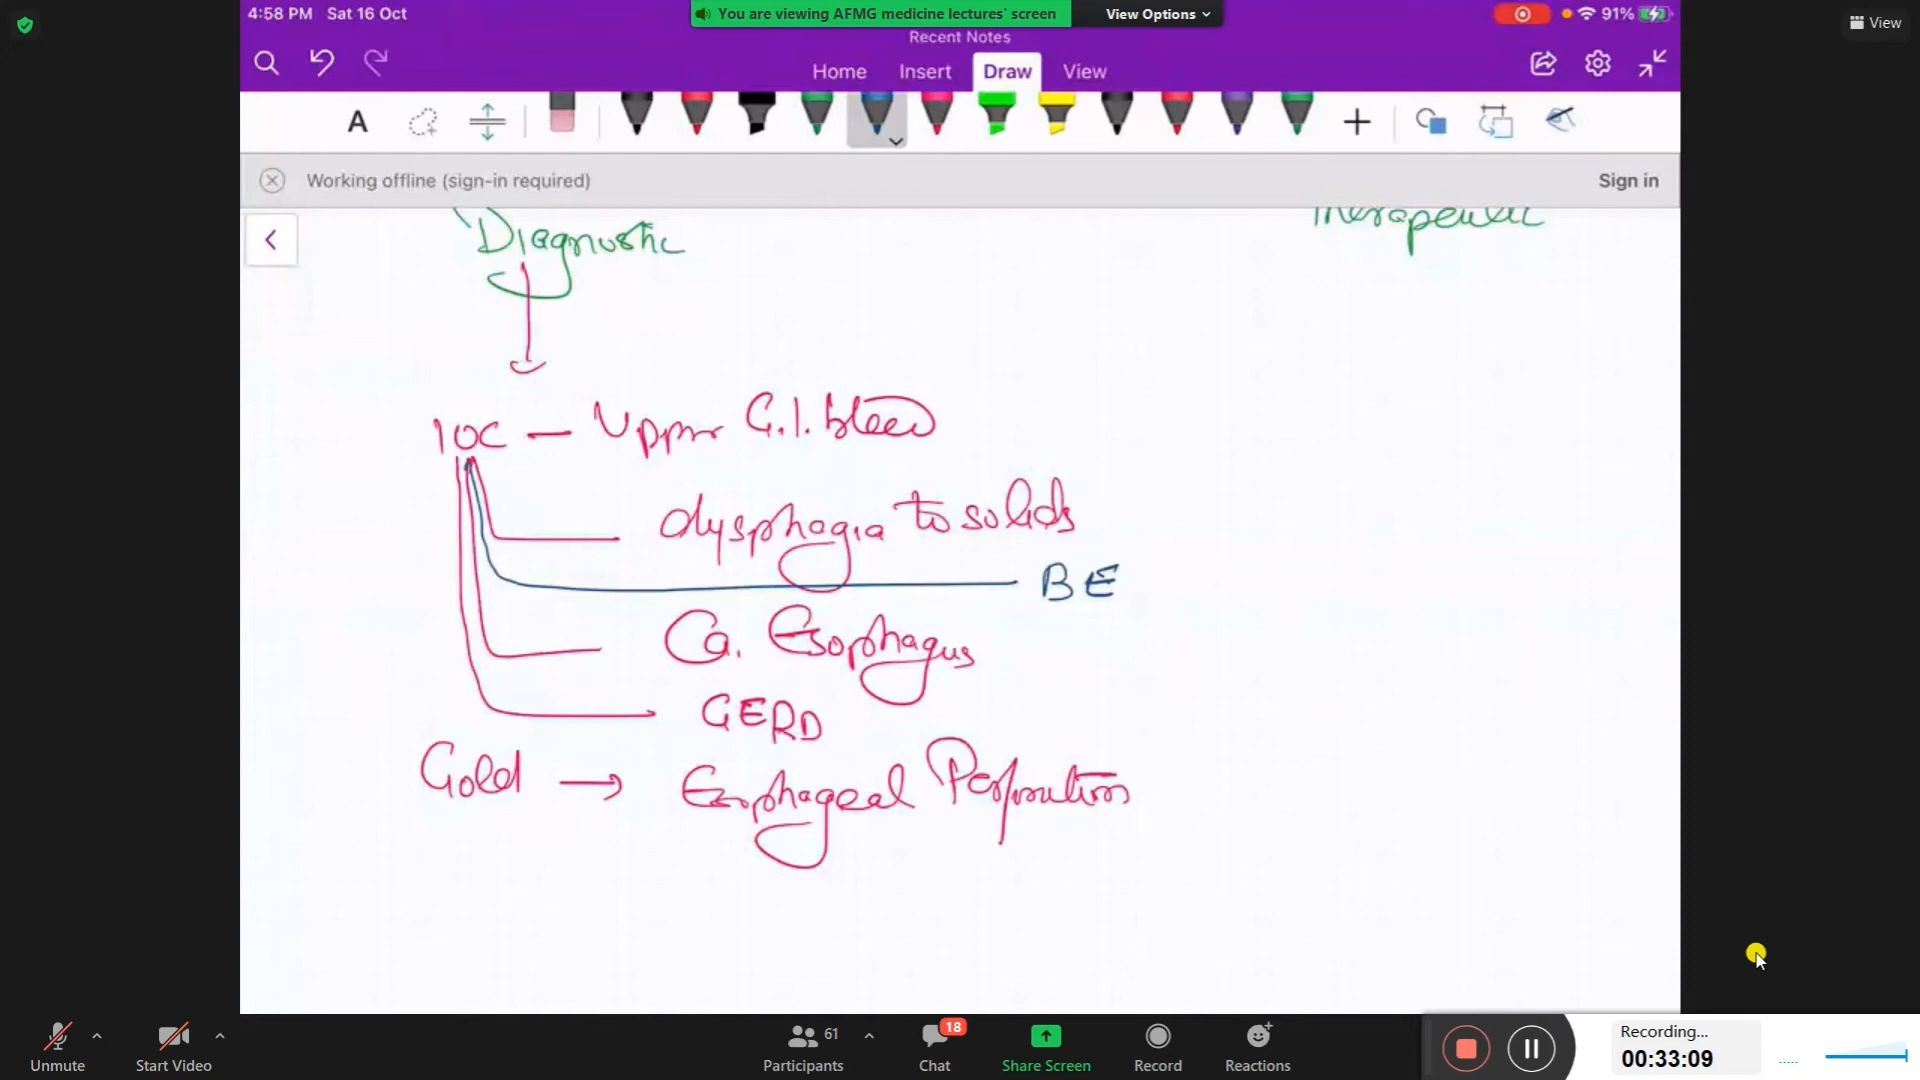 4:58 PM Sat 16 Oct
You are viewing AFMG medicine lectures' screen
View Options
91%
View
Recent Notes
Home Insert Draw View
A
Working offline (sign-in required)
Sign in
Diagnostic
Therapeutic
IOC — Upper G.I. bleed
dysphagia to solids
BE
Ca. Esophagus
GERD
Gold → Esophageal Perforation
Unmute
Start Video
61
Participants
18
Chat
Share Screen
Record
Reactions
Recording...
00:33:09